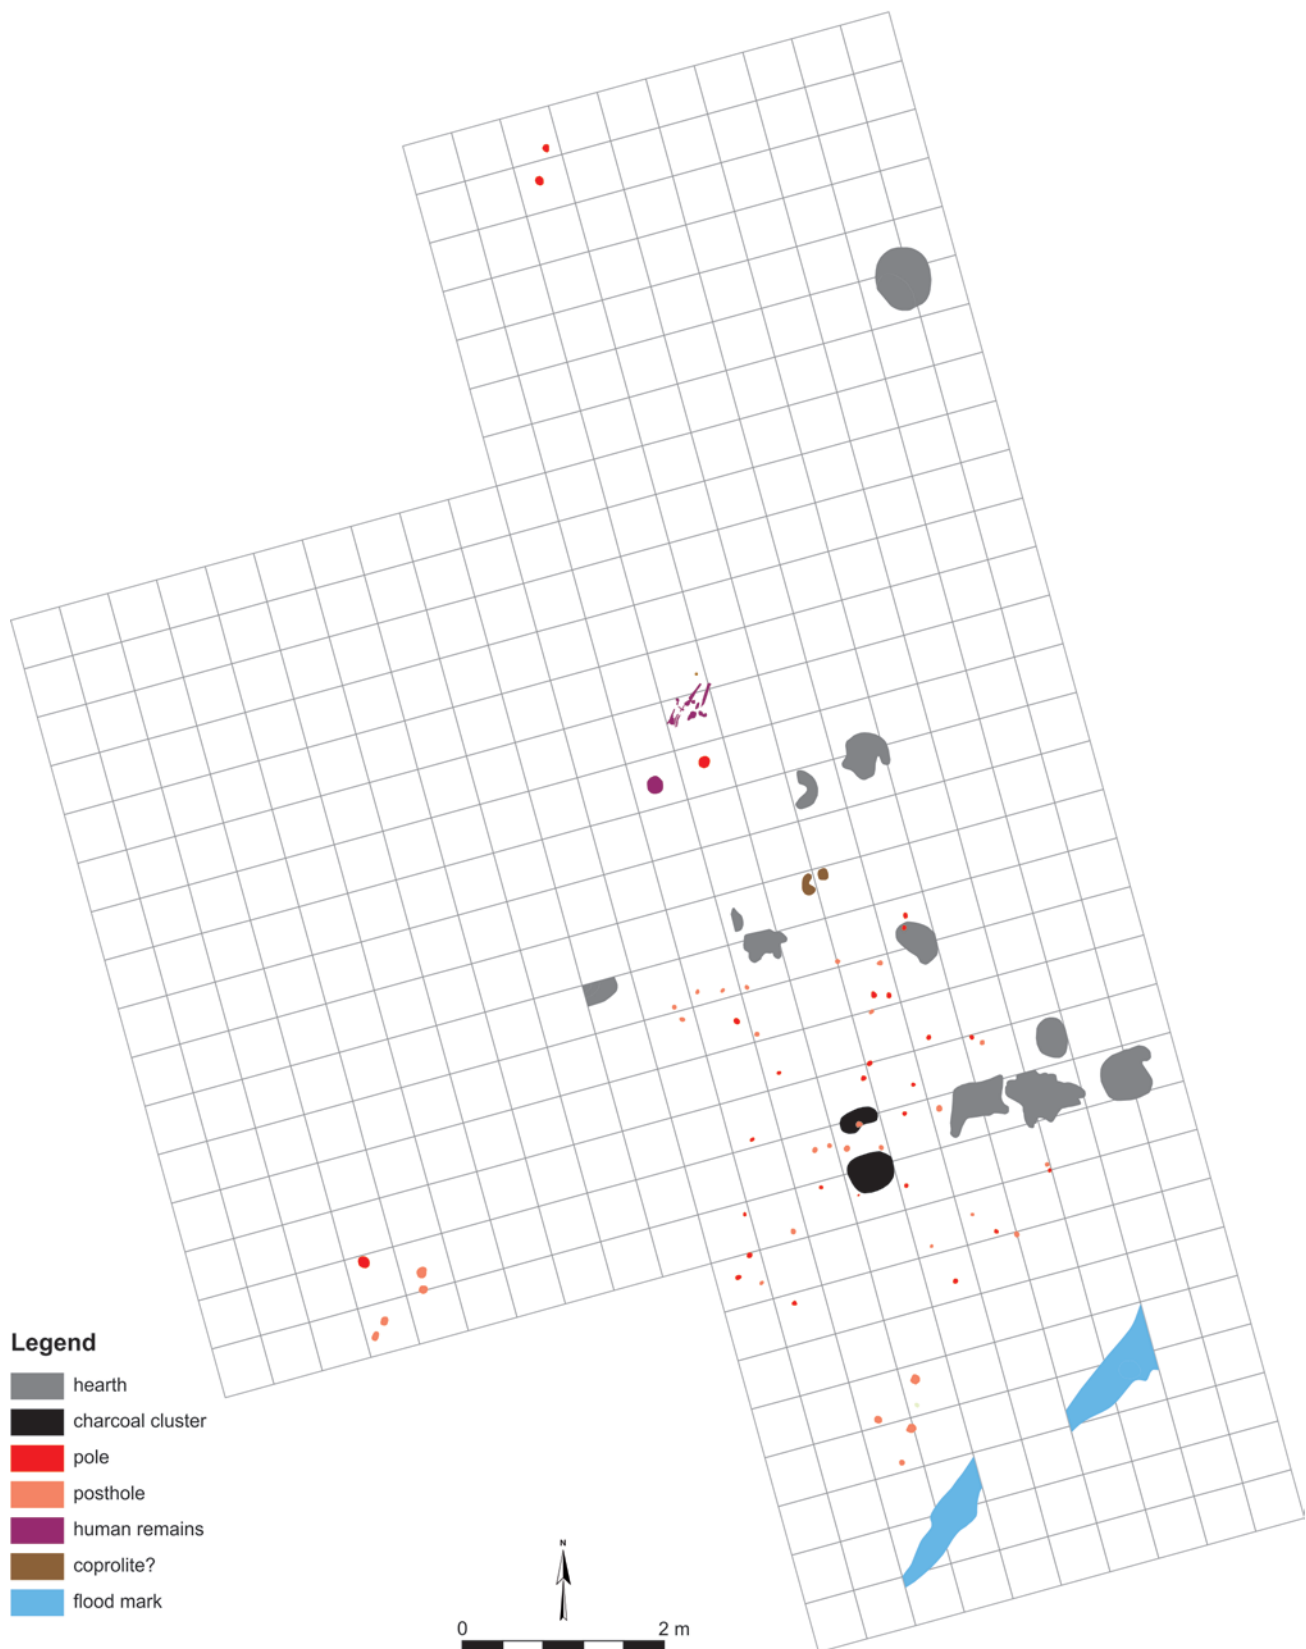 Legend
hearth
charcoal cluster
pole
posthole
human remains
coprolite?
flood mark
N
0 2 m